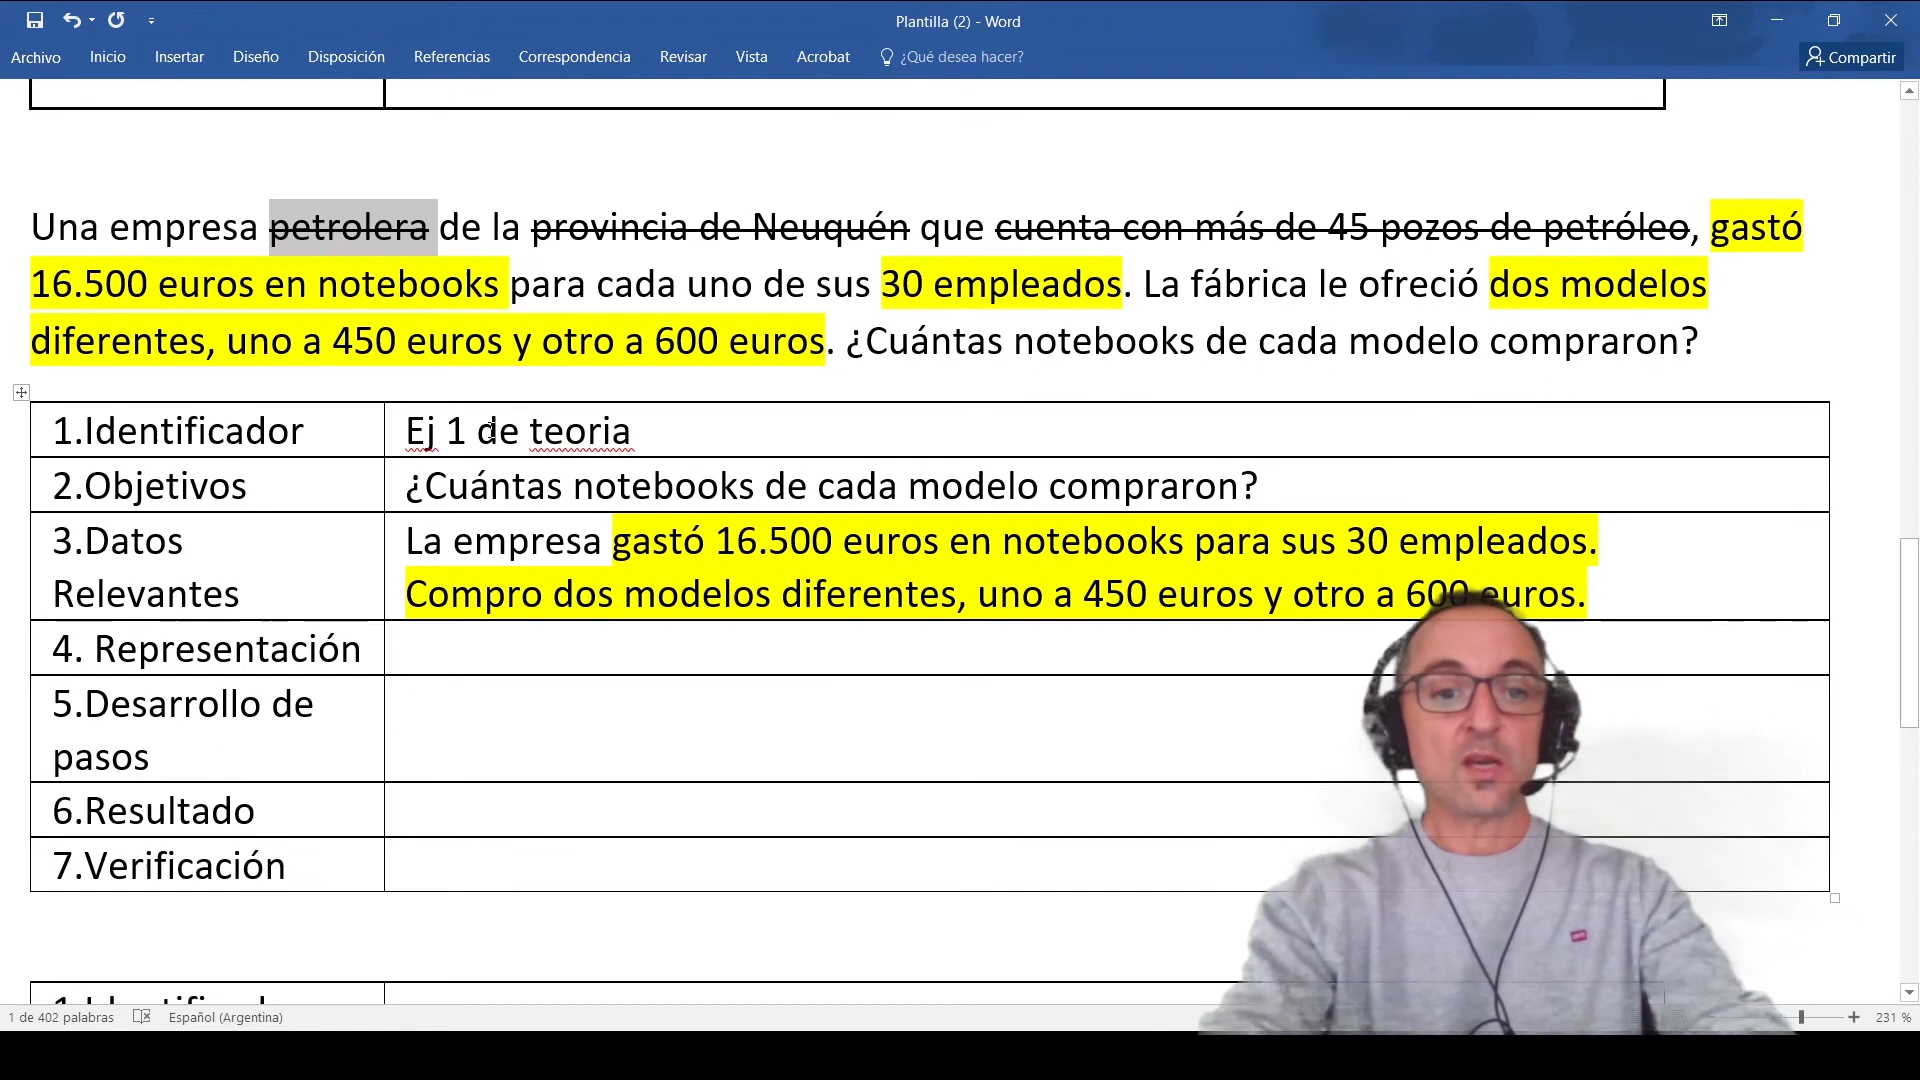 Plantilla (2) - Word
Archivo Inicio Insertar Diseño Disposición Referencias Correspondencia Revisar Vista Acrobat ¿Qué desea hacer? Compartir
Una empresa petrolera de la provincia de Neuquén que cuenta con más de 45 pozos de petróleo, gastó
16.500 euros en notebooks para cada uno de sus 30 empleados. La fábrica le ofreció dos modelos
diferentes, uno a 450 euros y otro a 600 euros. ¿Cuántas notebooks de cada modelo compraron?
1.Identificador Ej 1 de teoria
2.Objetivos ¿Cuántas notebooks de cada modelo compraron?
3.Datos Relevantes La empresa gastó 16.500 euros en notebooks para sus 30 empleados.
Compro dos modelos diferentes, uno a 450 euros y otro a 600 euros.
4. Representación
5.Desarrollo de
pasos
6.Resultado
7.Verificación
1 de 402 palabras Español (Argentina) 231 %